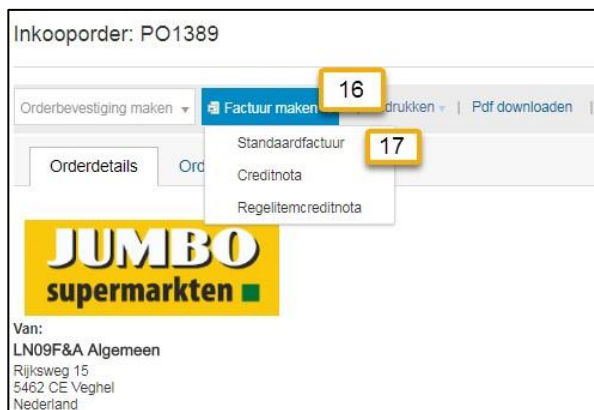 Inkooporder: PO1389
16
Orderbevestiging maken Factuur maken drukken | Pdf downloaden |
Standaardfactuur 17
Orderdetails Ord
Creditnota
Regelitemcreditnota
JUMBO
supermarkten
Van:
LN09F&A Algemeen
Rijksweg 15
5462 CE Veghel
Nederland